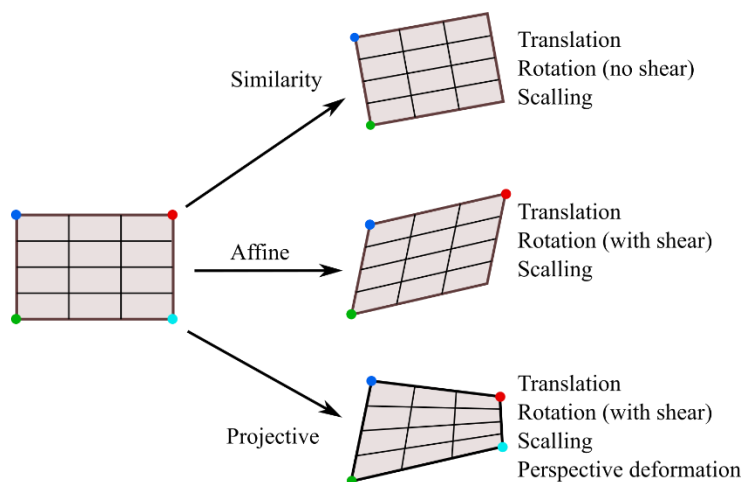 Similarity
Translation
Rotation (no shear)
Scalling
Affine
Translation
Rotation (with shear)
Scalling
Projective
Translation
Rotation (with shear)
Scalling
Perspective deformation